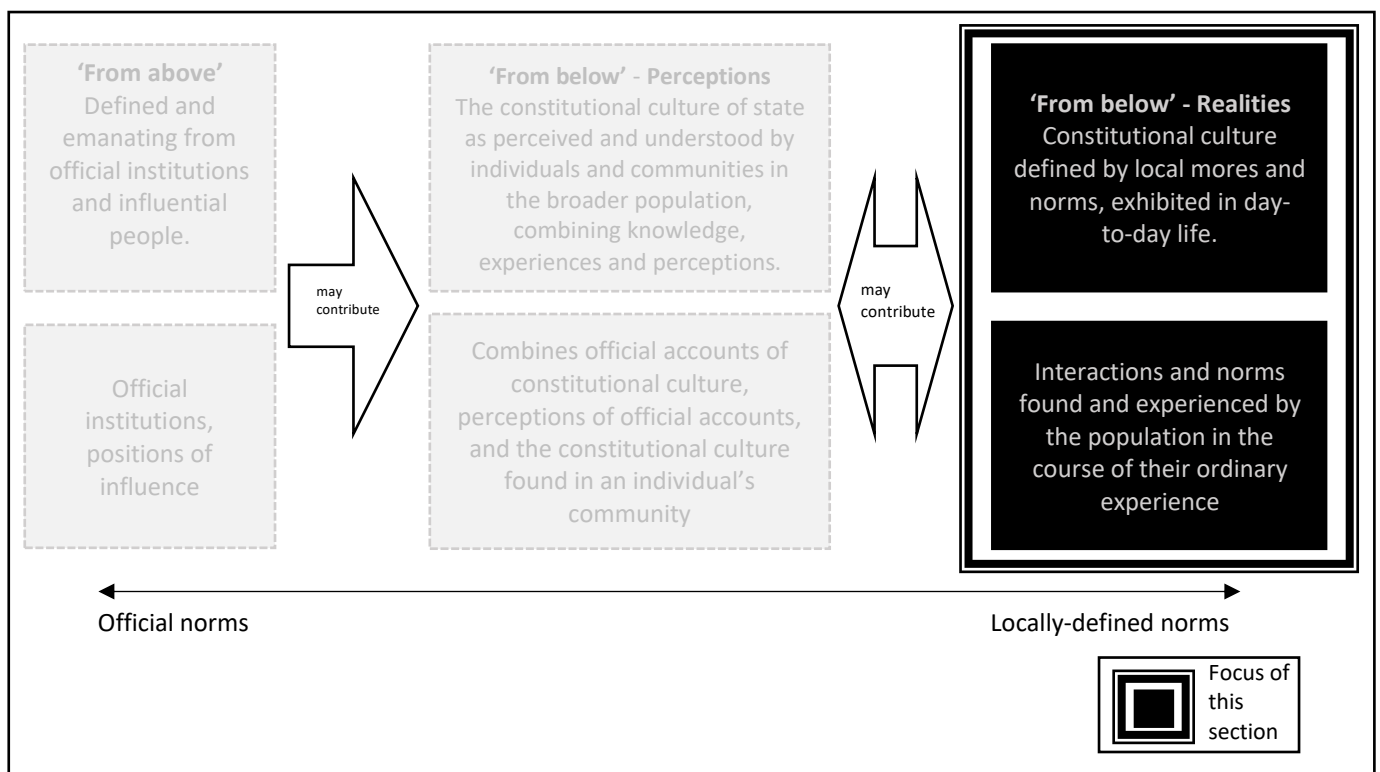 ‘From above’
Defined and
emanating from
official institutions
and influential
people.
Official
institutions,
positions of
influence
may
contribute
‘From below’ - Perceptions
The constitutional culture of state
as perceived and understood by
individuals and communities in
the broader population,
combining knowledge,
experiences and perceptions.
Combines official accounts of
constitutional culture,
perceptions of official accounts,
and the constitutional culture
found in an individual’s
community
may
contribute
‘From below’ - Realities
Constitutional culture
defined by local mores and
norms, exhibited in day-
to-day life.
Interactions and norms
found and experienced by
the population in the
course of their ordinary
experience
Official norms
Locally-defined norms
Focus of
this
section